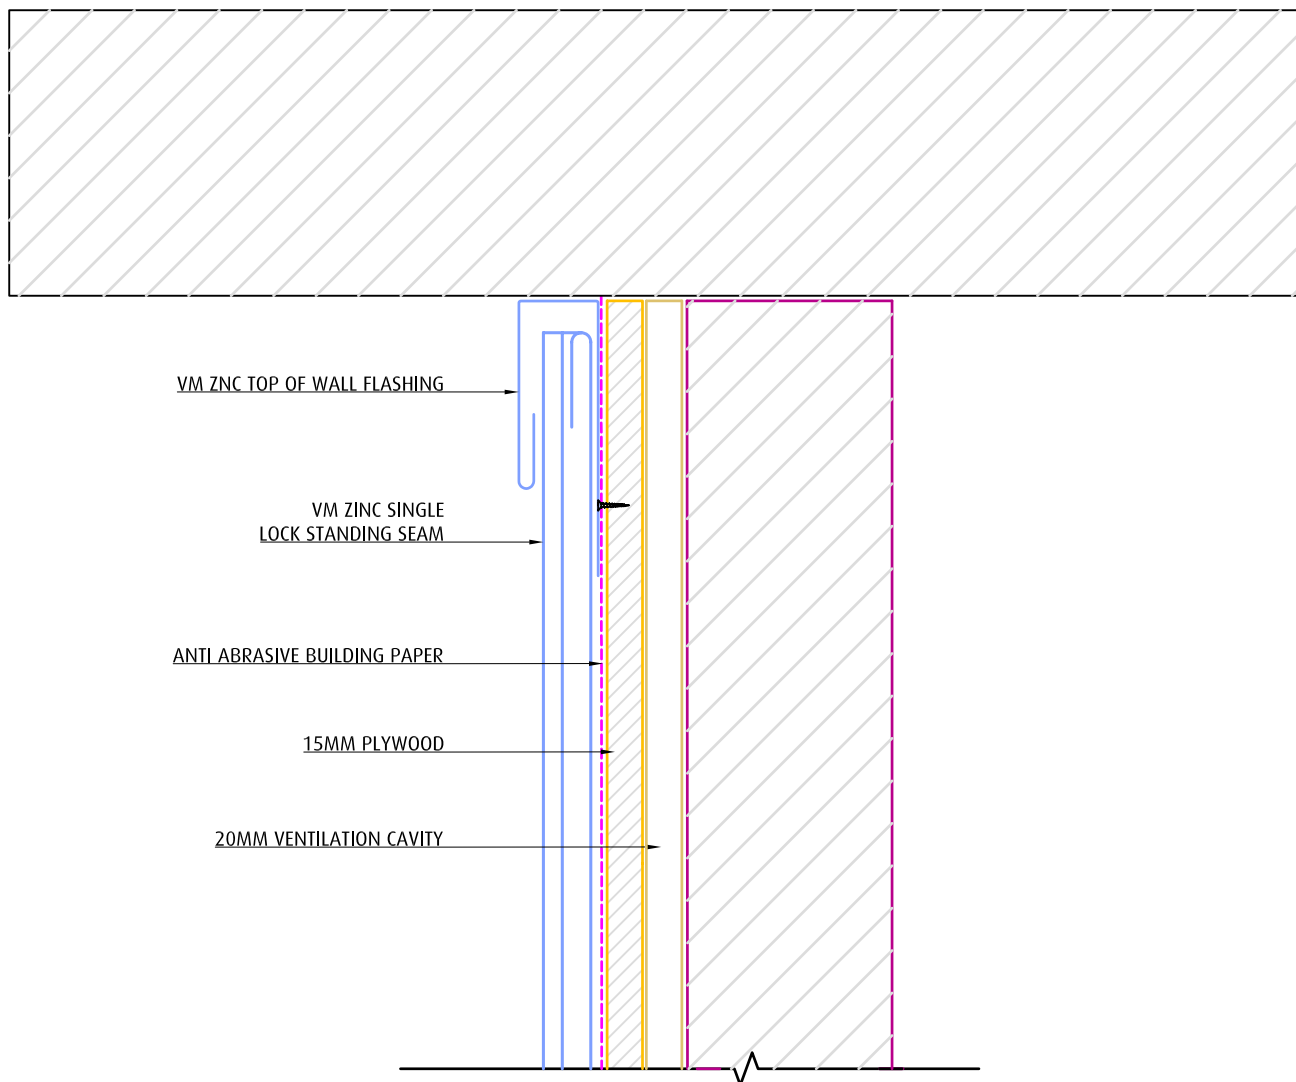 VM ZNC TOP OF WALL FLASHING
VM ZINC SINGLE
LOCK STANDING SEAM
ANTI ABRASIVE BUILDING PAPER
15MM PLYWOOD
20MM VENTILATION CAVITY